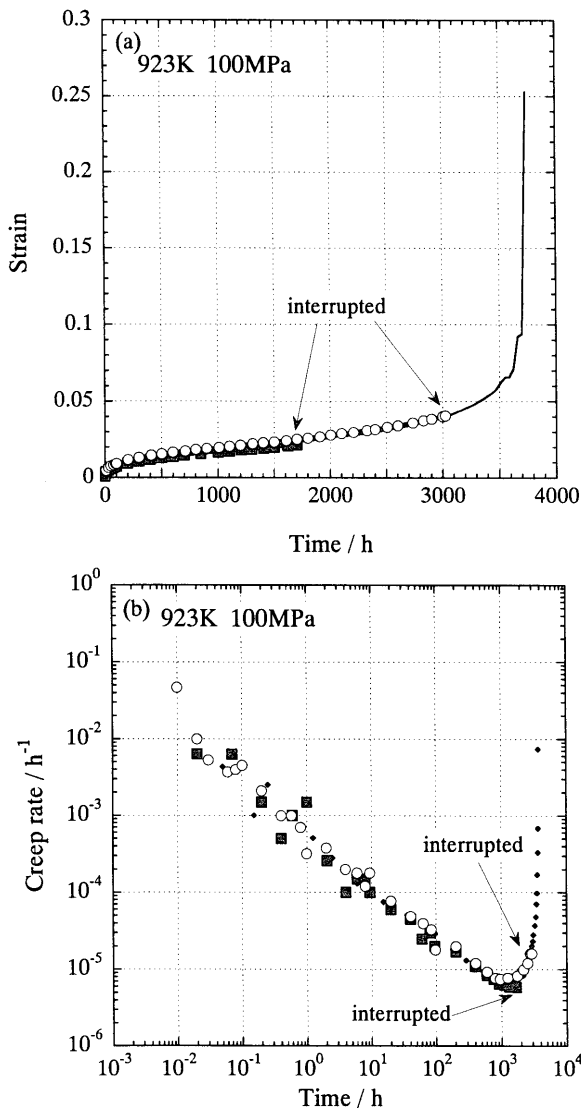 (a) 923K 100MPa
0.3
0.25
0.2
0.15
0.1
0.05
0
Strain
interrupted
0 1000 2000 3000 4000
Time / h
(b) 923K 100MPa
10^0
10^-1
10^-2
10^-3
10^-4
10^-5
10^-6
Creep rate / h^-1
interrupted
interrupted
10^-3 10^-2 10^-1 10^0 10^1 10^2 10^3 10^4
Time / h